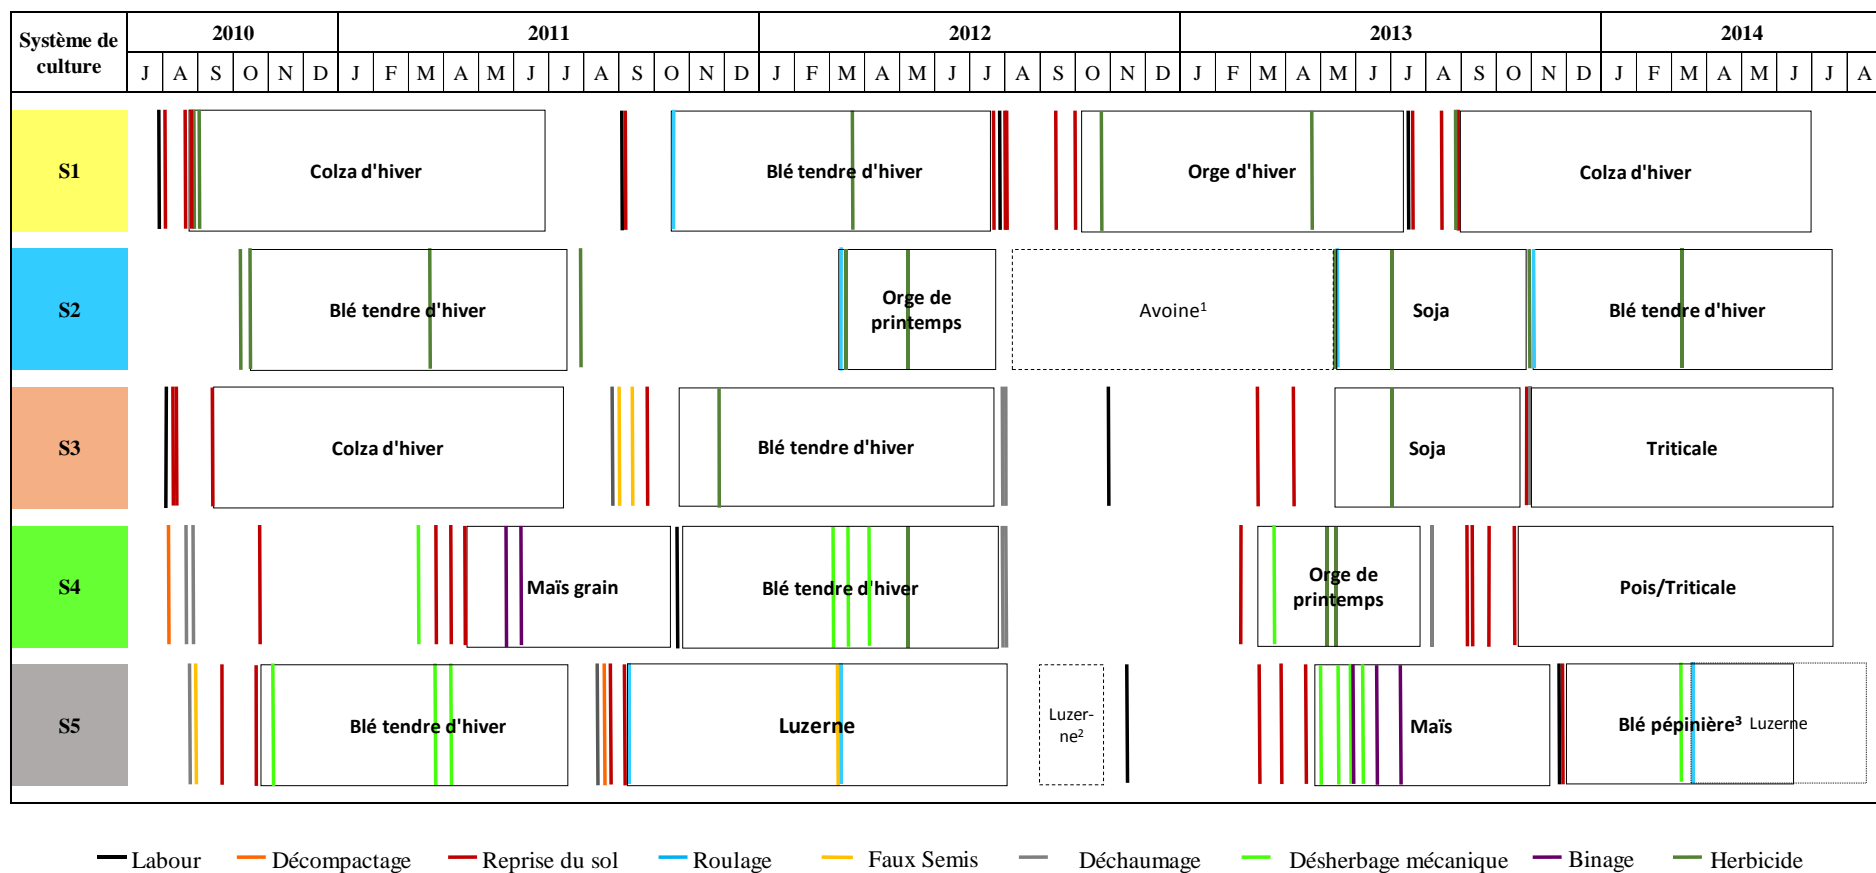 Système de culture 2010 2011 2012 2013 2014
J A S O N D J F M A M J J A S O N D J F M A M J J A S O N D J F M A M J J A S O N D J F M A M J J A
S1 Colza d'hiver Blé tendre d'hiver Orge d'hiver Colza d'hiver
S2 Blé tendre d'hiver Orge de printemps Avoine¹ Soja Blé tendre d'hiver
S3 Colza d'hiver Blé tendre d'hiver Soja Triticale
S4 Maïs grain Blé tendre d'hiver Orge de printemps Pois/Triticale
S5 Blé tendre d'hiver Luzerne Luzer-ne² Maïs Blé pépinière³ Luzerne
Labour Décompactage Reprise du sol Roulage Faux Semis Déchaumage Désherbage mécanique Binage Herbicide